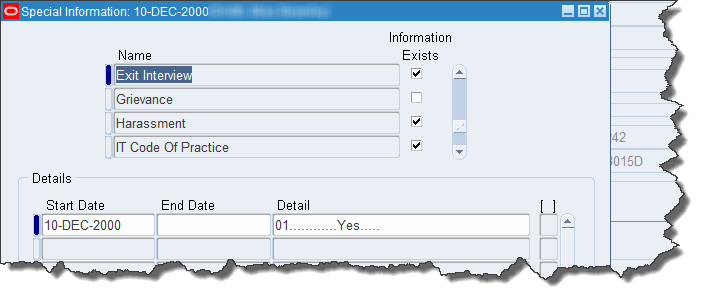 Special Information: 10-DEC-2000
Information
Name Exists
Exit Interview
Grievance
Harassment
IT Code Of Practice
42
3015D
Details
Start Date End Date Detail [ ]
10-DEC-2000 01............Yes.....